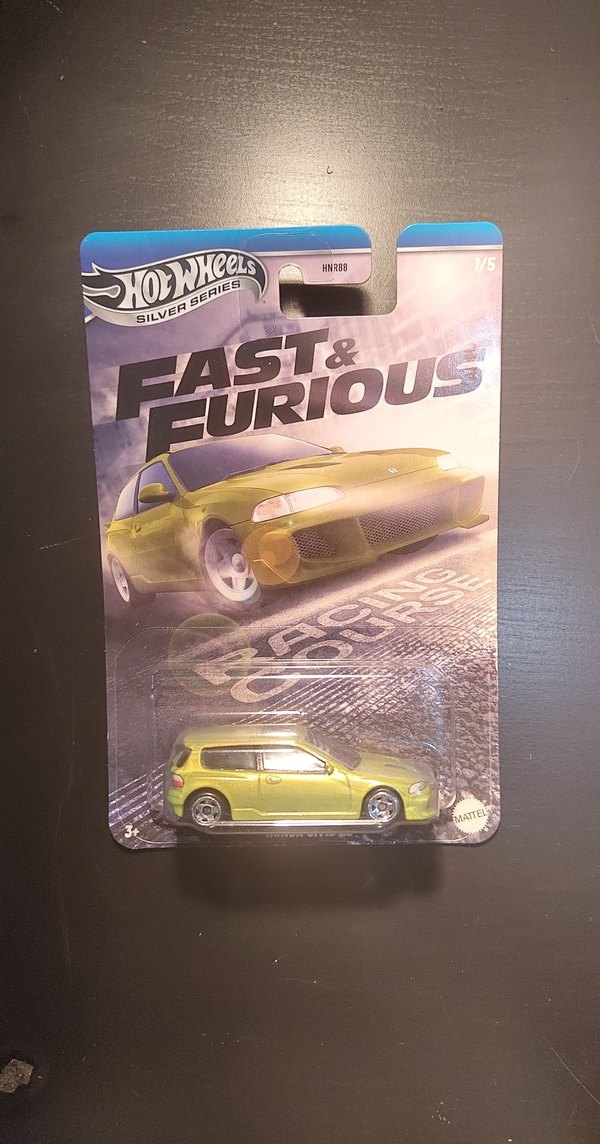 HOT WHEELS
SILVER SERIES
HNR88
1/5
FAST &
FURIOUS
RACING
COURSE
3+
MATTEL